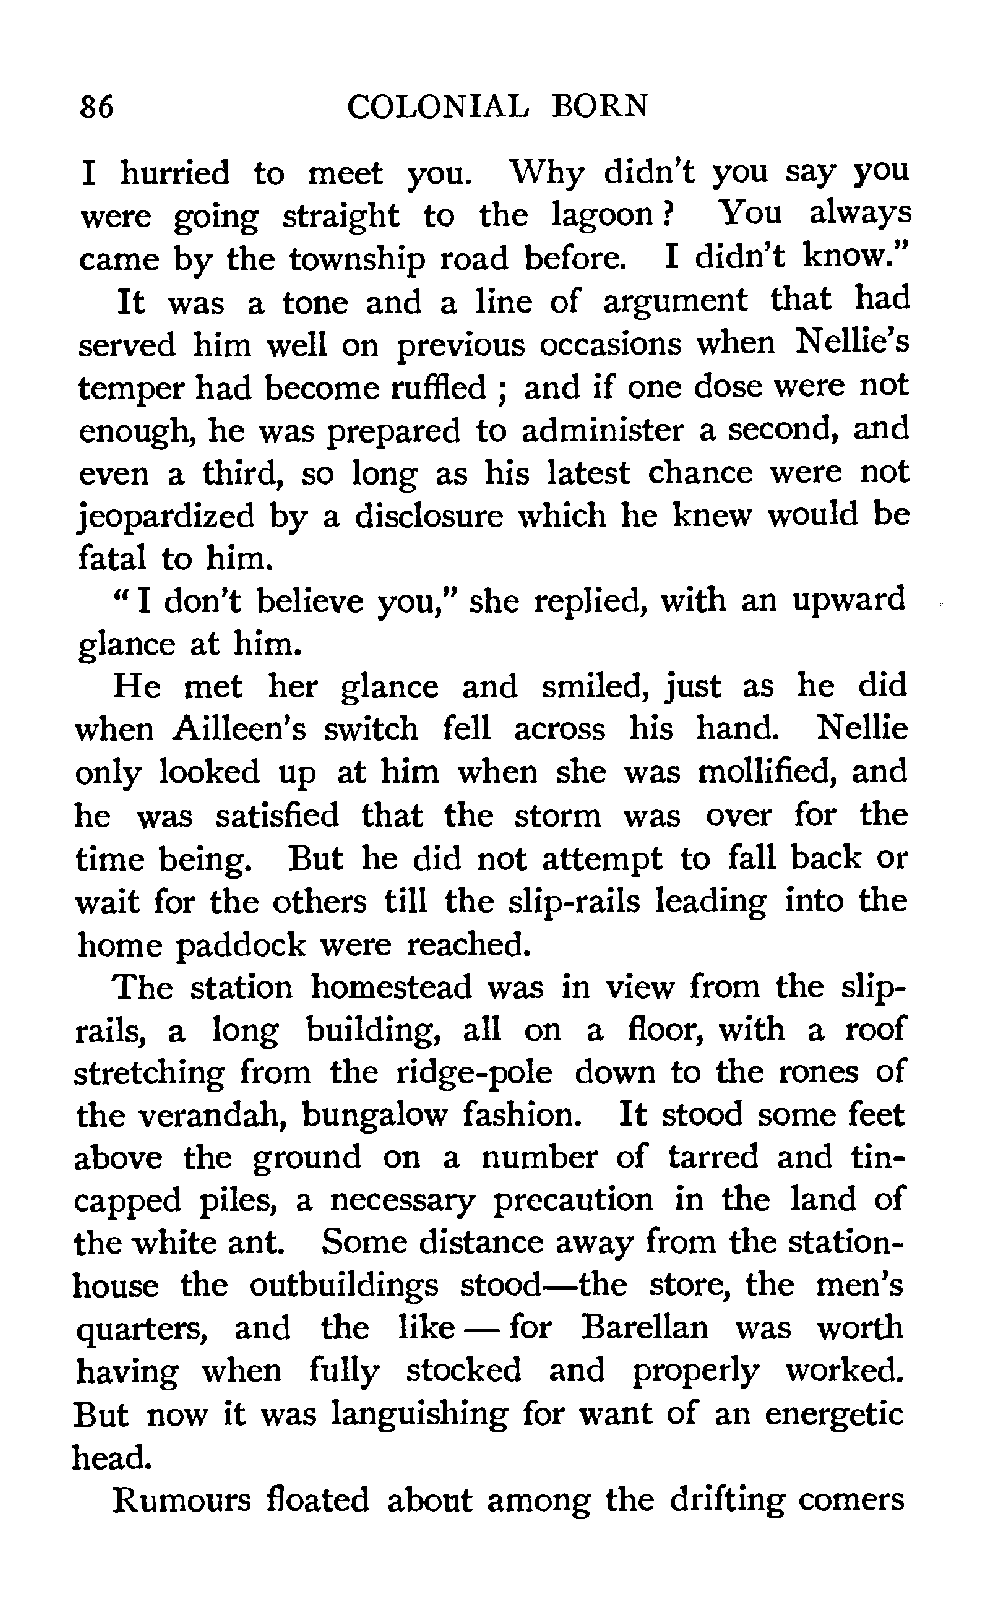 86 COLONIAL BORN
I hurried to meet you. Why didn't you say you
were going straight to the lagoon? You always
came by the township road before. I didn't know."
It was a tone and a line of argument that had
served him well on previous occasions when Nellie's
temper had become ruffled ; and if one dose were not
enough, he was prepared to administer a second, and
even a third, so long as his latest chance were not
jeopardized by a disclosure which he knew would be
fatal to him.
"I don't believe you," she replied, with an upward
glance at him.
He met her glance and smiled, just as he did
when Ailleen's switch fell across his hand. Nellie
only looked up at him when she was mollified, and
he was satisfied that the storm was over for the
time being. But he did not attempt to fall back or
wait for the others till the slip-rails leading into the
home paddock were reached.
The station homestead was in view from the slip-
rails, a long building, all on a floor, with a roof
stretching from the ridge-pole down to the rones of
the verandah, bungalow fashion. It stood some feet
above the ground on a number of tarred and tin-
capped piles, a necessary precaution in the land of
the white ant. Some distance away from the station-
house the outbuildings stood—the store, the men's
quarters, and the like — for Barellan was worth
having when fully stocked and properly worked.
But now it was languishing for want of an energetic
head.
Rumours floated about among the drifting comers